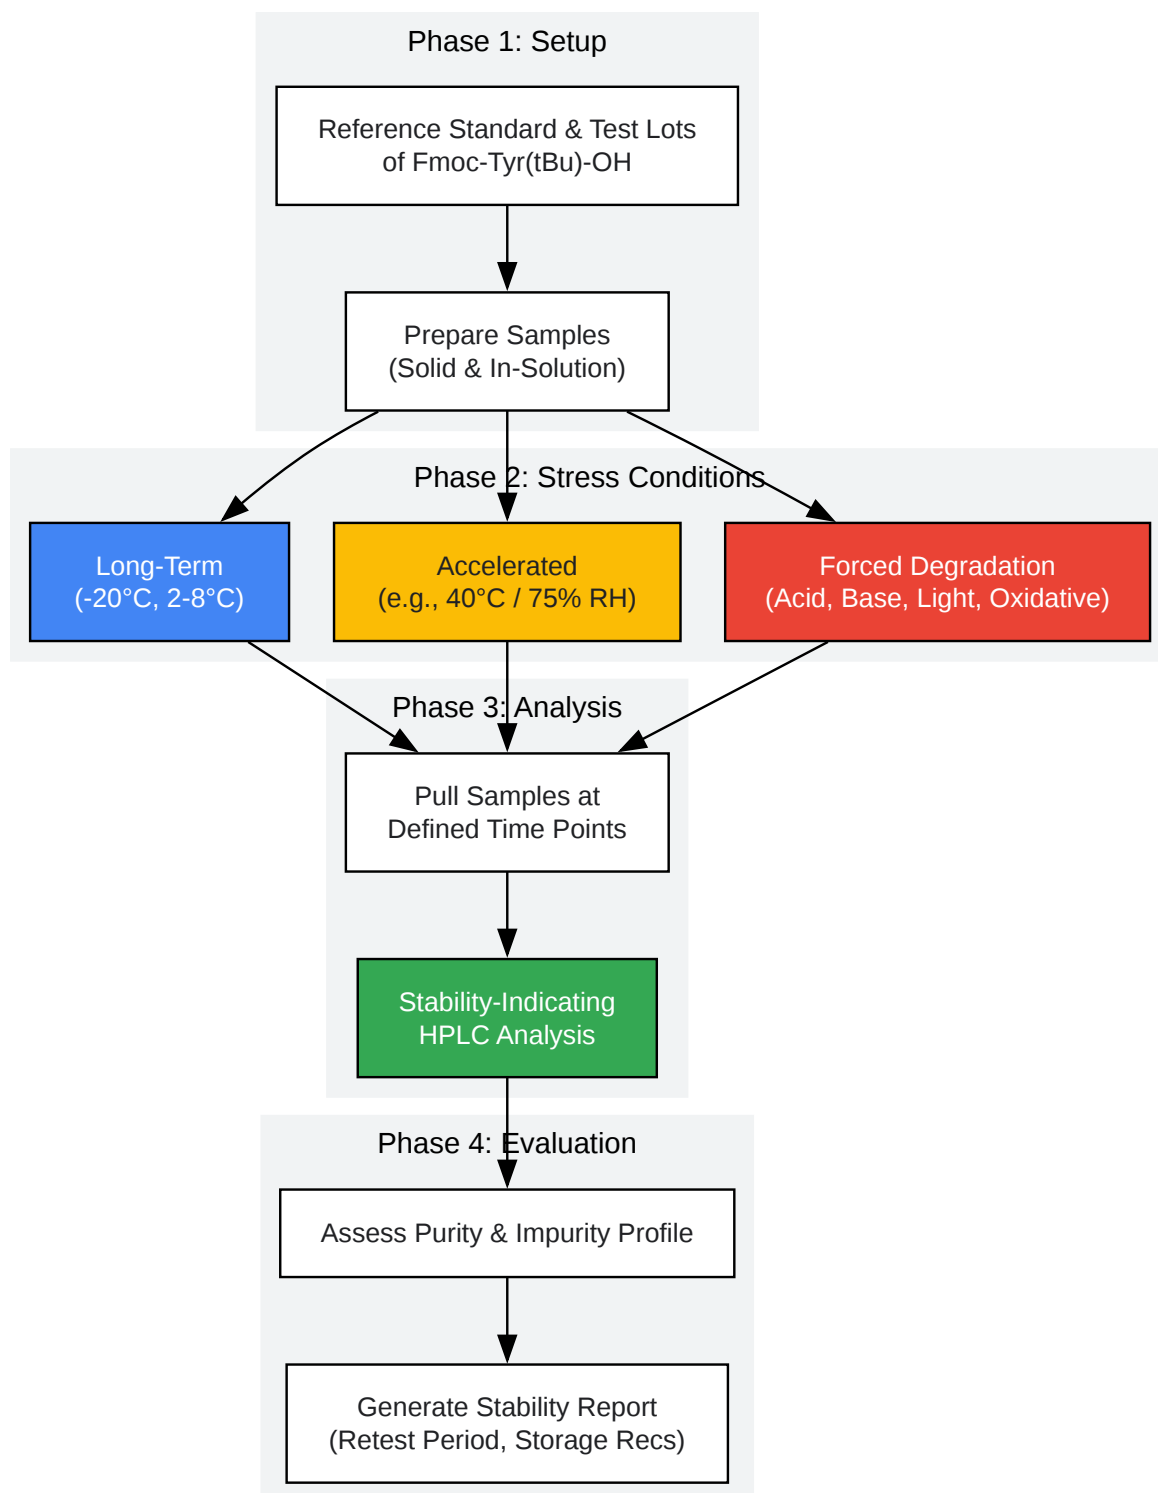 Phase 1: Setup
Reference Standard & Test Lots
of Fmoc-Tyr(tBu)-OH
Prepare Samples
(Solid & In-Solution)
Phase 2: Stress Conditions
Long-Term
(-20°C, 2-8°C)
Accelerated
(e.g., 40°C / 75% RH)
Forced Degradation
(Acid, Base, Light, Oxidative)
Phase 3: Analysis
Pull Samples at
Defined Time Points
Stability-Indicating
HPLC Analysis
Phase 4: Evaluation
Assess Purity & Impurity Profile
Generate Stability Report
(Retest Period, Storage Recs)